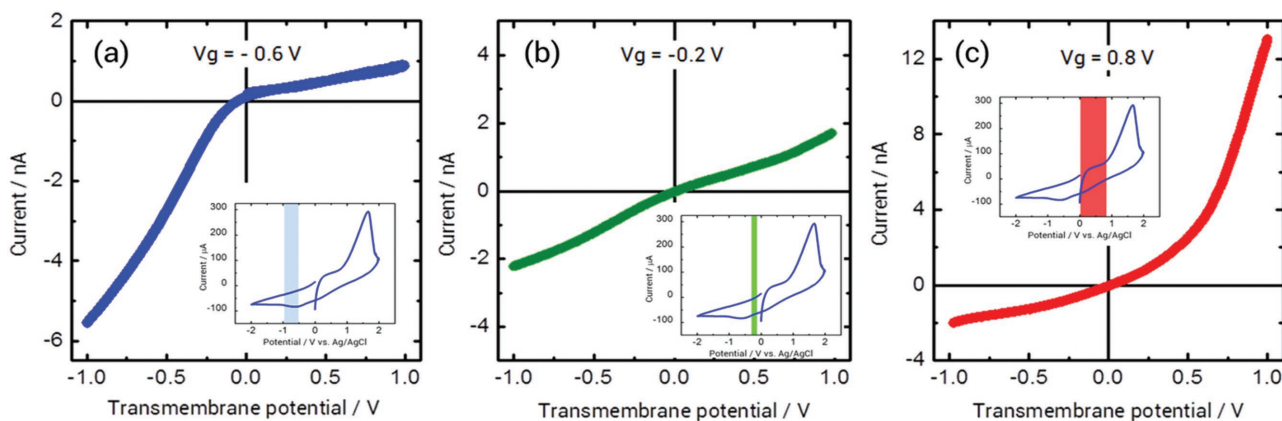 (a)
Vg = - 0.6 V
Current / nA
2
0
-2
-4
-6
-1.0 -0.5 0.0 0.5 1.0
Transmembrane potential / V
Current / µA
300
200
100
0
-100
-2 -1 0 1 2
Potential / V vs. Ag/AgCl
(b)
Vg = -0.2 V
Current / nA
4
2
0
-2
-4
-1.0 -0.5 0.0 0.5 1.0
Transmembrane potential / V
Current / µA
300
200
100
0
-100
-2 -1 0 1 2
Potential / V vs. Ag/AgCl
(c)
Vg = 0.8 V
Current / nA
12
8
4
0
-4
-1.0 -0.5 0.0 0.5 1.0
Transmembrane potential / V
Current / µA
300
200
100
0
-100
-2 -1 0 1 2
Potential / V vs. Ag/AgCl